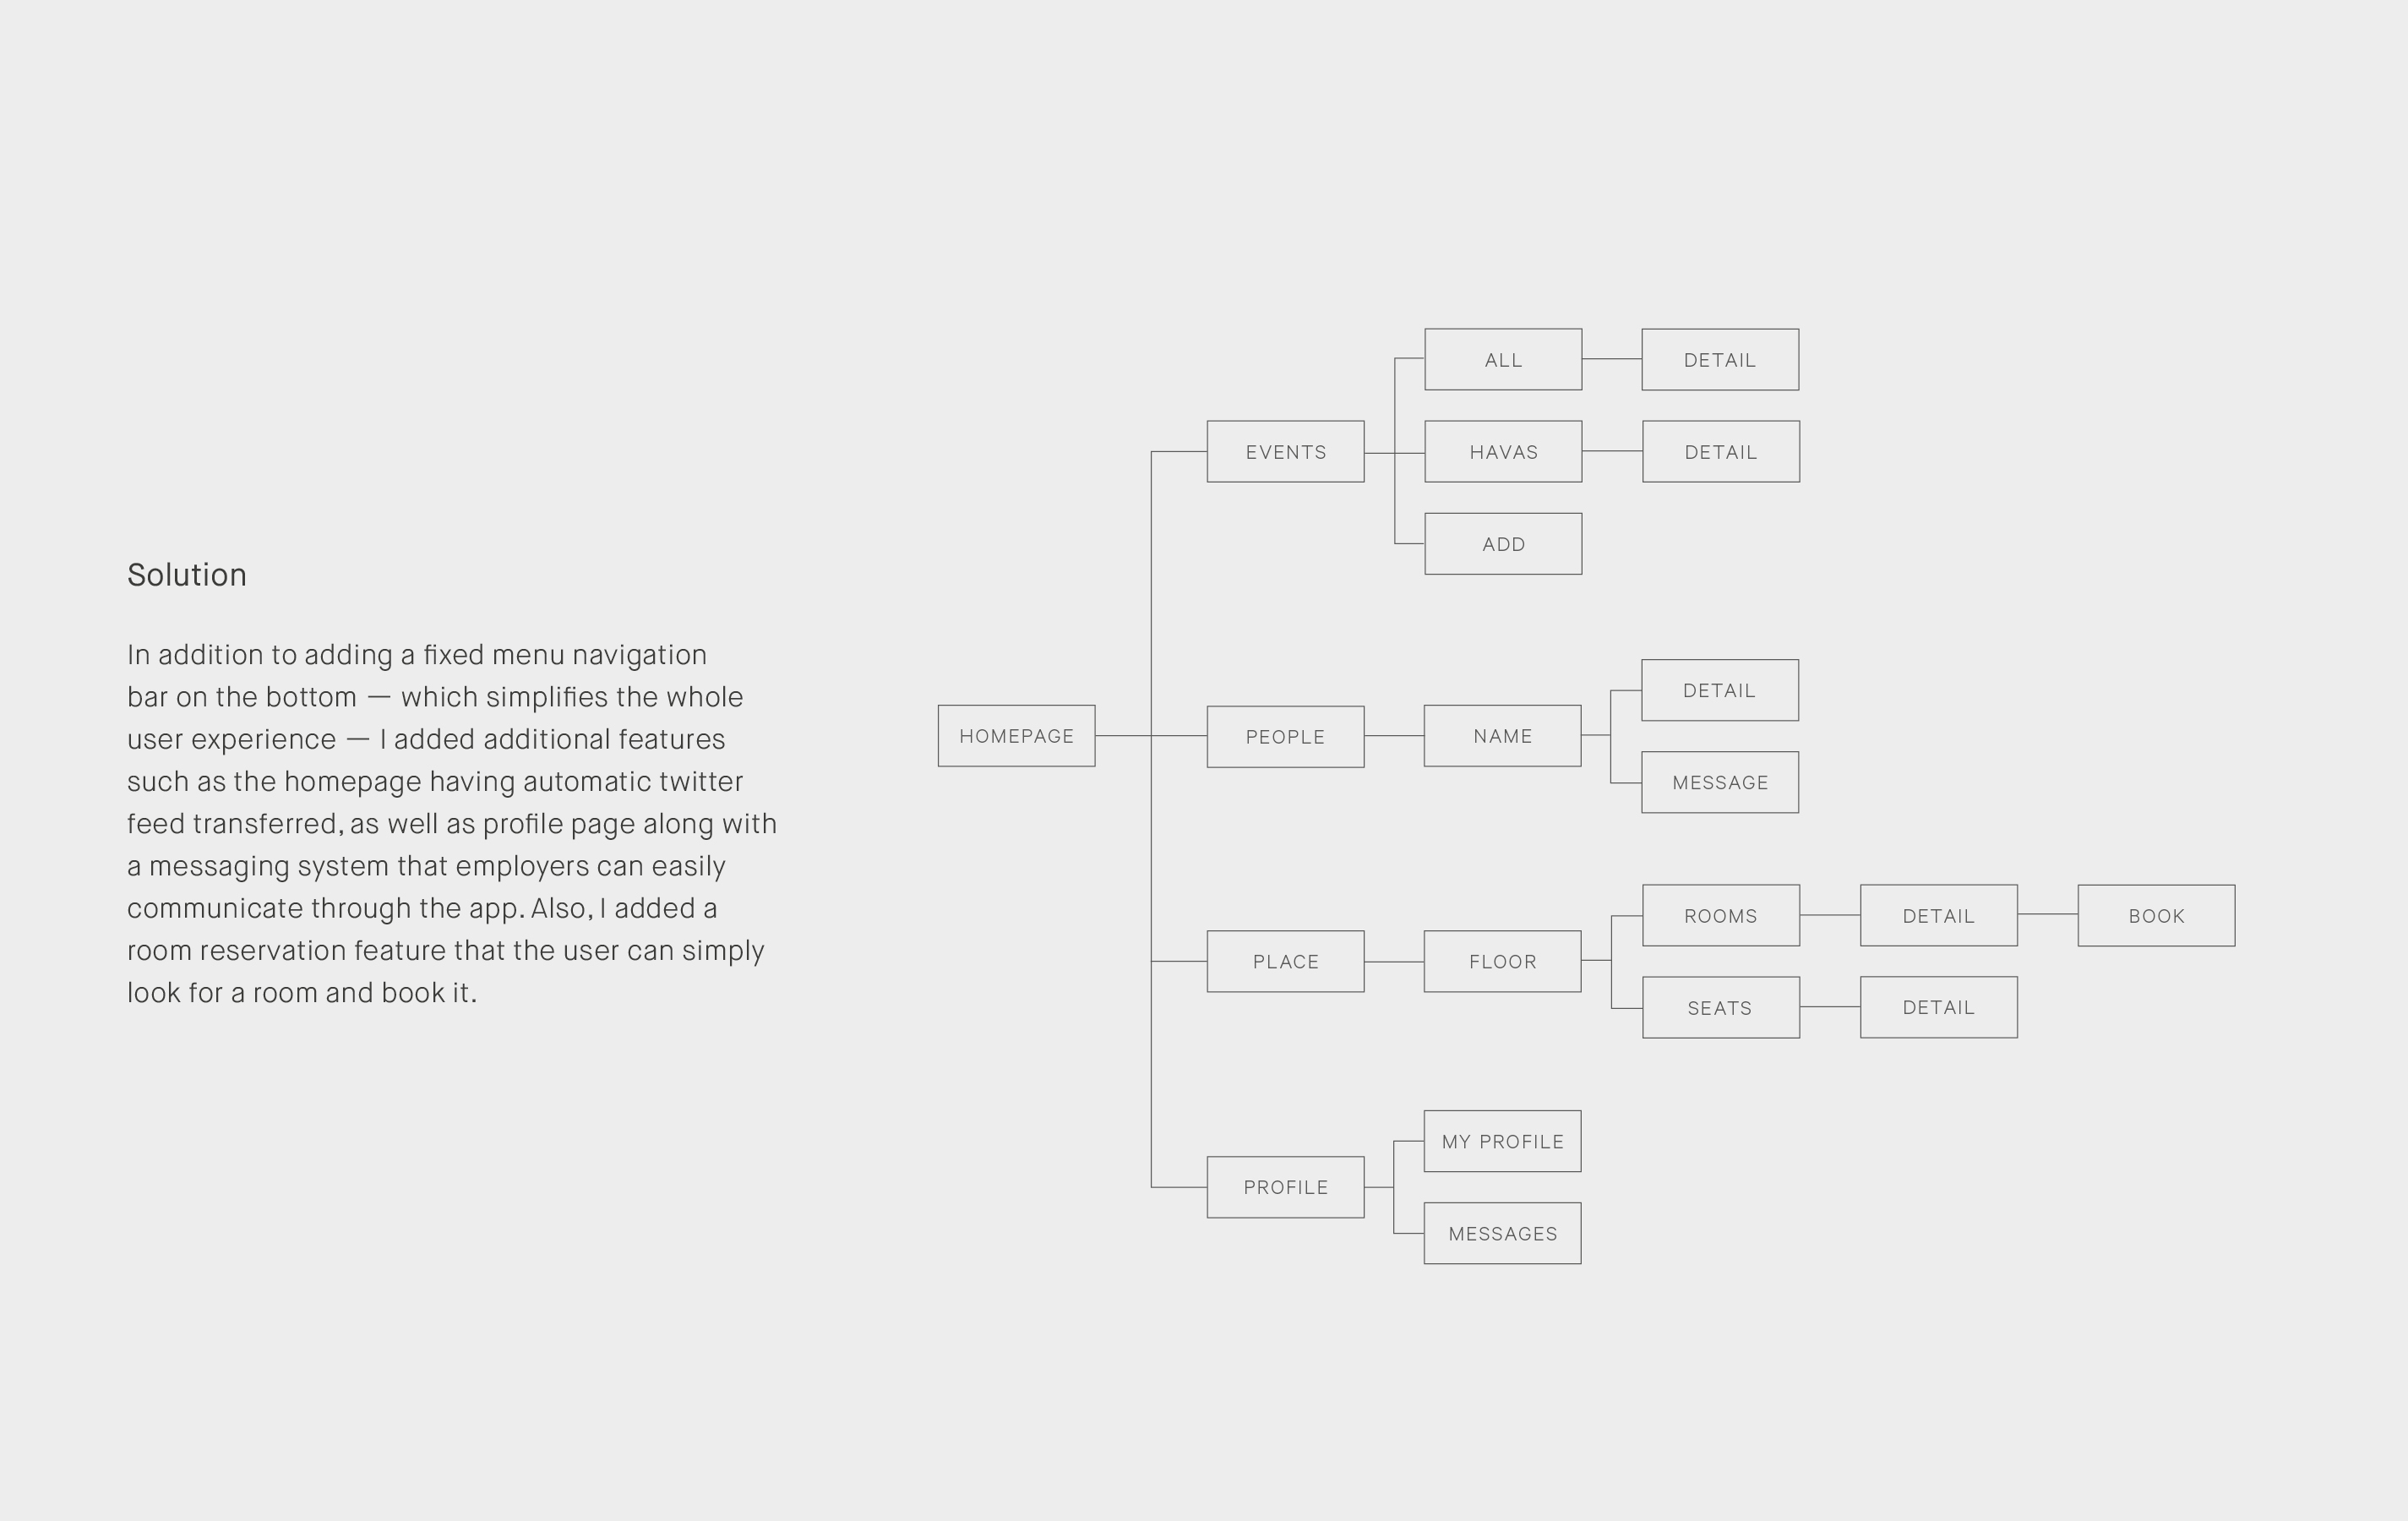 Solution
In addition to adding a fixed menu navigation
bar on the bottom — which simplifies the whole
user experience — I added additional features
such as the homepage having automatic twitter
feed transferred, as well as profile page along with
a messaging system that employers can easily
communicate through the app. Also, I added a
room reservation feature that the user can simply
look for a room and book it.
HOMEPAGE
EVENTS
ALL
DETAIL
HAVAS
DETAIL
ADD
PEOPLE
NAME
DETAIL
MESSAGE
PLACE
FLOOR
ROOMS
DETAIL
BOOK
SEATS
DETAIL
PROFILE
MY PROFILE
MESSAGES